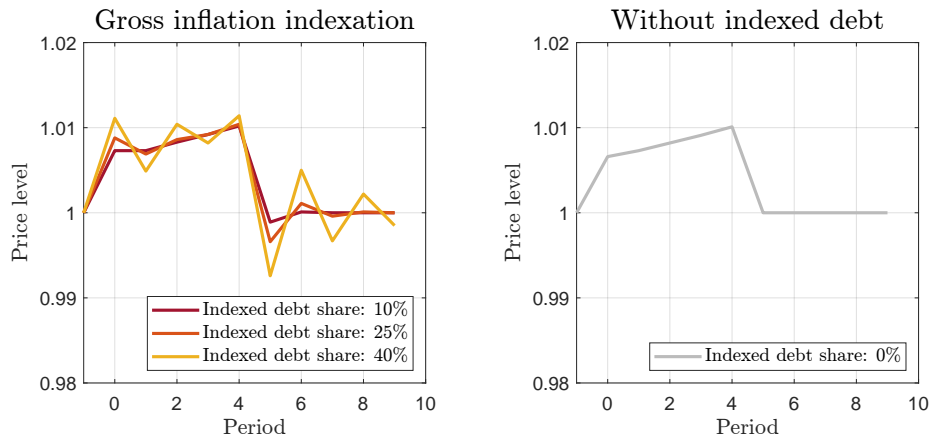 Gross inflation indexation
1.02
1.01
1
0.99
0.98
Price level
0
2
4
6
8
10
Period
Indexed debt share: 10%
Indexed debt share: 25%
Indexed debt share: 40%
Without indexed debt
1.02
1.01
1
0.99
0.98
Price level
0
2
4
6
8
10
Period
Indexed debt share: 0%